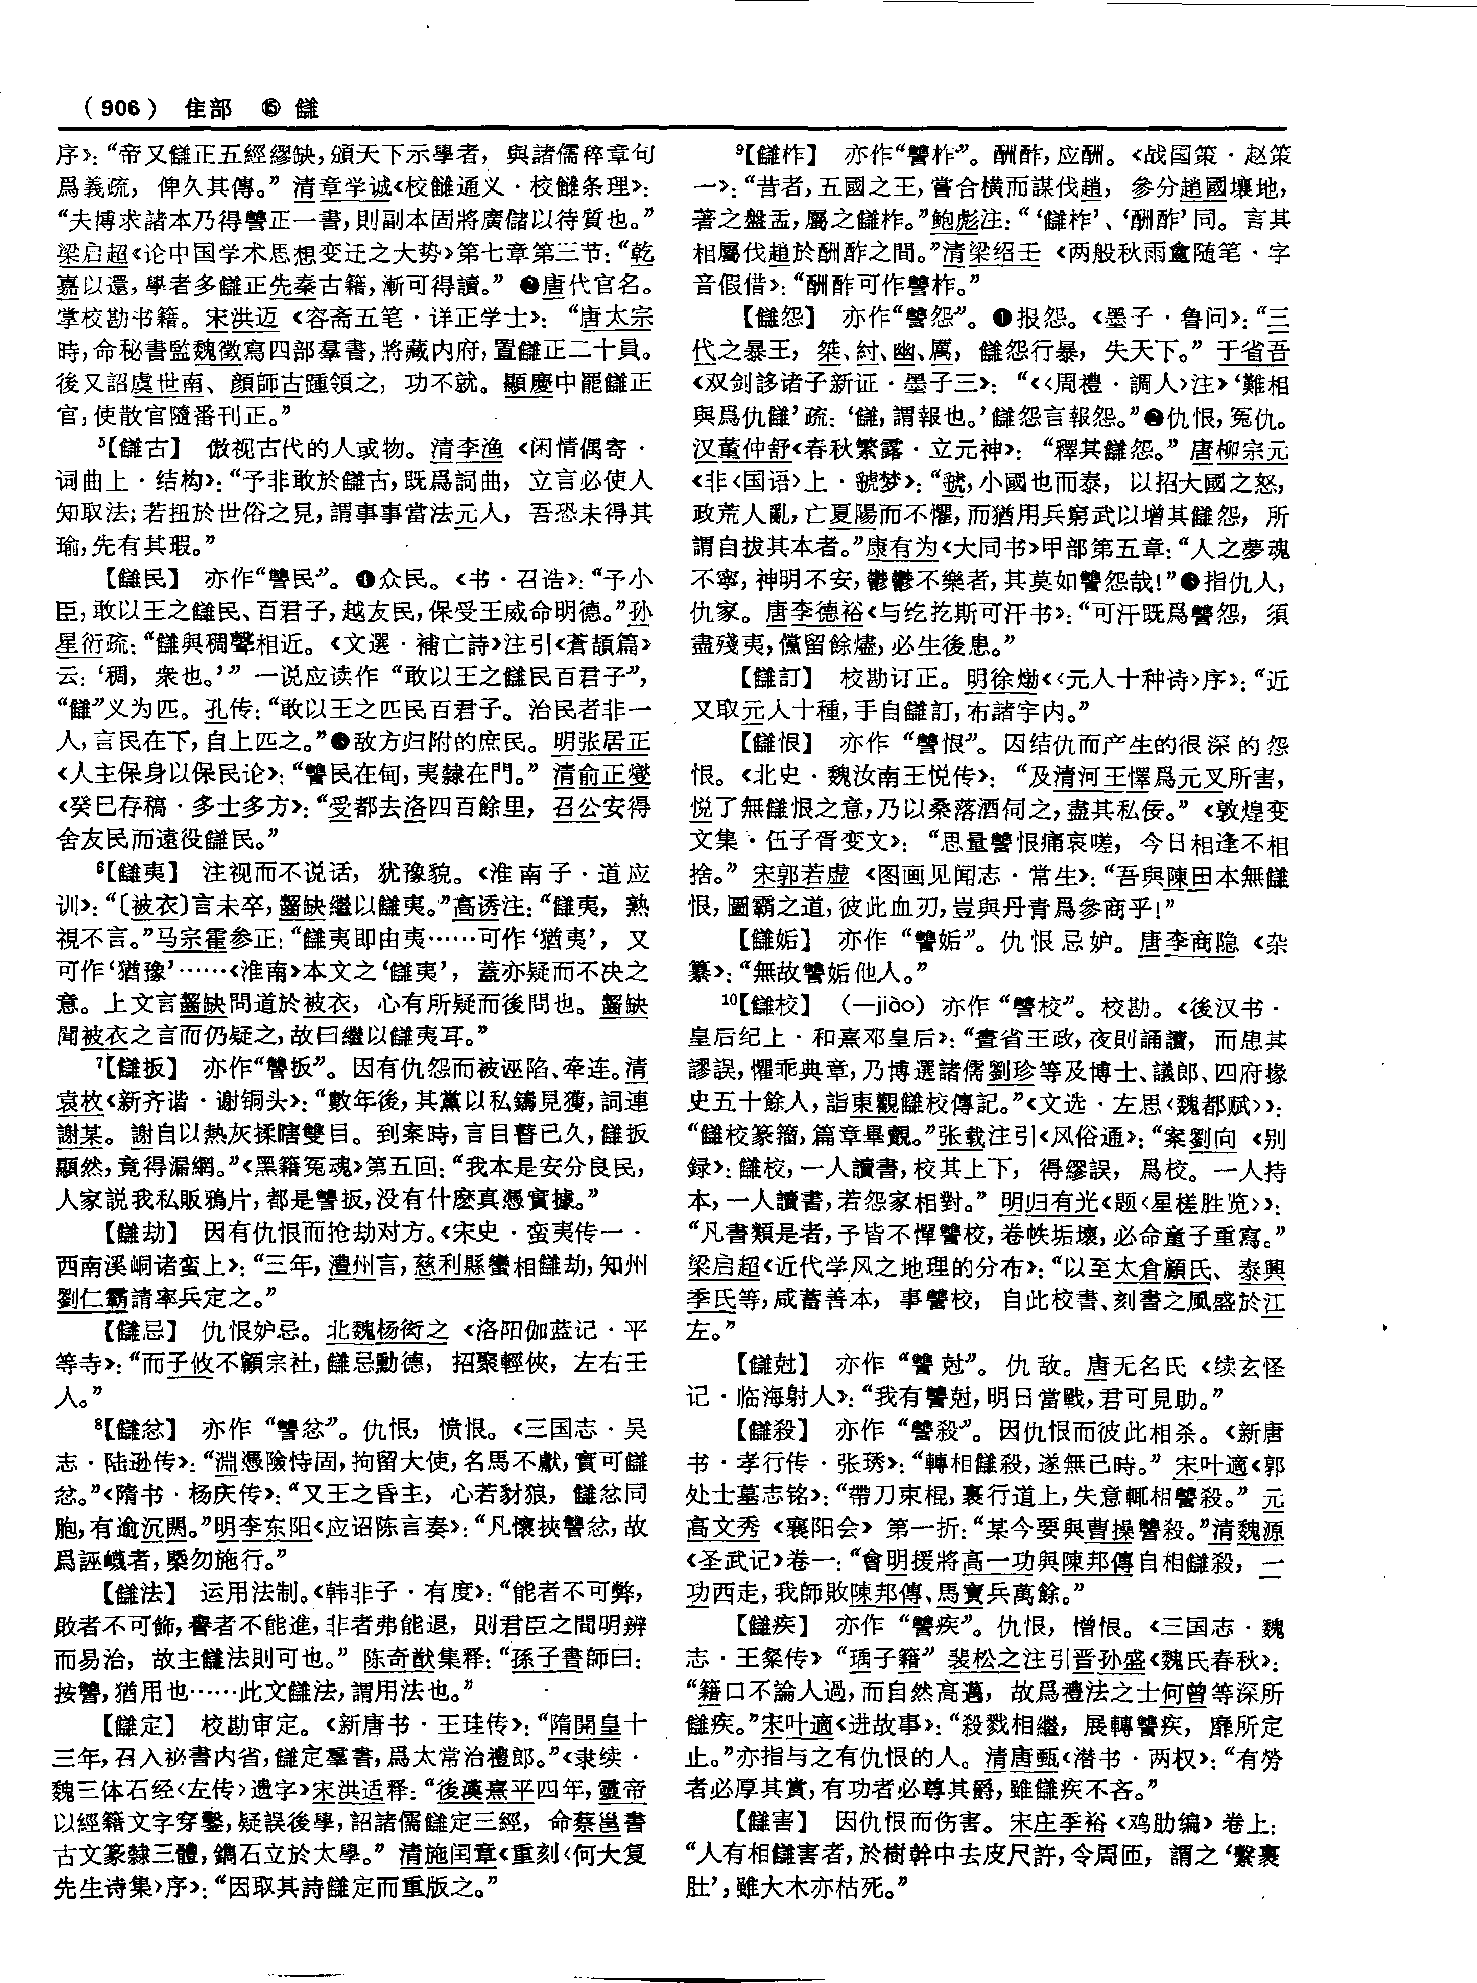 （906） 隹部 ⑮ 讎
序》：“帝又讎正五經繆缺，頒天下示學者，與諸儒稡章句
爲義疏，俾久其傳。” 清章学诚《校雠通义·校雠条理》：
“夫博求諸本乃得讐正一書，則副本固將廣儲以待質也。”
梁启超《论中国学术思想变迁之大势》第七章第三节：“乾
嘉以還，學者多讎正先秦古籍，漸可得讀。” ❷唐代官名。
掌校勘书籍。宋洪迈《容斋五笔·详正学士》：“唐太宗
時，命秘書監魏徵寫四部羣書，將藏内府，置讎正二十員。
後又詔虞世南、顔師古踵領之，功不就。顯慶中罷讎正
官，使散官隨番刊正。”
⁵【讎古】 傲视古代的人或物。清李渔《闲情偶寄·
词曲上·结构》：“予非敢於讎古，既爲詞曲，立言必使人
知取法；若扭於世俗之見，謂事事當法元人，吾恐未得其
瑜，先有其瑕。”
【讎民】 亦作“讐民”。❶众民。《书·召诰》：“予小
臣，敢以王之讎民、百君子，越友民，保受王威命明德。”孙
星衍疏：“讎與稠聲相近。《文選·補亡詩》注引《蒼頡篇》
云：‘稠，衆也。’” 一说应读作“敢以王之讎民百君子”，
“讎”义为匹。孔传：“敢以王之匹民百君子。治民者非一
人，言民在下，自上匹之。”❷敌方归附的庶民。明张居正
《人主保身以保民论》：“讐民在甸，夷隸在門。” 清俞正燮
《癸巳存稿·多士多方》：“受都去洛四百餘里，召公安得
舍友民而遠役讎民。”
⁶【讎夷】 注视而不说话，犹豫貌。《淮南子·道应
训》：“〔被衣〕言未卒，齧缺繼以讎夷。”高诱注：“讎夷，熟
視不言。”马宗霍参正：“讎夷即由夷……可作‘猶夷’，又
可作‘猶豫’……《淮南》本文之‘讎夷’，蓋亦疑而不决之
意。上文言齧缺問道於被衣，心有所疑而後問也。齧缺
聞被衣之言而仍疑之，故曰繼以讎夷耳。”
⁷【讎扳】 亦作“讐扳”。因有仇怨而被诬陷、牵连。清
袁枚《新齐谐·谢铜头》：“數年後，其黨以私鑄見獲，詞連
謝某。謝自以熱灰揉瞎雙目。到案時，言目瞽已久，讎扳
顯然，竟得漏網。”《黑籍冤魂》第五回：“我本是安分良民，
人家説我私販鴉片，都是讐扳，没有什麽真憑實據。”
【讎劫】 因有仇恨而抢劫对方。《宋史·蛮夷传一·
西南溪峒诸蛮上》：“三年，澧州言，慈利縣蠻相讎劫，知州
劉仁霸請率兵定之。”
【讎忌】 仇恨妒忌。北魏杨衒之《洛阳伽蓝记·平
等寺》：“而子攸不顧宗社，讎忌勳德，招聚輕俠，左右壬
人。”
⁸【讎忿】 亦作“讐忿”。仇恨，愤恨。《三国志·吴
志·陆逊传》：“淵憑險恃固，拘留大使，名馬不獻，實可讎
忿。”《隋书·杨庆传》：“又王之昏主，心若豺狼，讎忿同
胞，有逾沉閼。”明李东阳《应诏陈言奏》：“凡懷挾讐忿，故
爲誣衊者，槩勿施行。”
【讎法】 运用法制。《韩非子·有度》：“能者不可弊，
敗者不可飾，譽者不能進，非者弗能退，則君臣之間明辨
而易治，故主讎法則可也。” 陈奇猷集释：“孫子書師曰：
按讐，猶用也……此文讎法，謂用法也。”
【讎定】 校勘审定。《新唐书·王珪传》：“隋開皇十
三年，召入祕書内省，讎定羣書，爲太常治禮郎。”《隶续·
魏三体石经〈左传〉遗字》宋洪适释：“後漢熹平四年，靈帝
以經籍文字穿鑿，疑誤後學，詔諸儒讎定三經，命蔡邕書
古文篆隸三體，鐫石立於太學。” 清施闰章《重刻〈何大复
先生诗集〉序》：“因取其詩讎定而重版之。”
⁹【讎柞】 亦作“讐柞”。酬酢，应酬。《战国策·赵策
一》：“昔者，五國之王，嘗合横而謀伐趙，參分趙國壤地，
著之盤盂，屬之讎柞。”鲍彪注：“‘讎柞’、‘酬酢’同。言其
相屬伐趙於酬酢之間。”清梁绍壬《两般秋雨盦随笔·字
音假借》：“酬酢可作讐柞。”
【讎怨】 亦作“讐怨”。❶报怨。《墨子·鲁问》：“三
代之暴王，桀、紂、幽、厲，讎怨行暴，失天下。” 于省吾
《双剑誃诸子新证·墨子三》：“《〈周禮·調人〉注》‘難相
與爲仇讎’疏：‘讎，謂報也。’讎怨言報怨。”❷仇恨，冤仇。
汉董仲舒《春秋繁露·立元神》：“釋其讎怨。” 唐柳宗元
《非〈国语〉上·虢梦》：“虢，小國也而泰，以招大國之怒，
政荒人亂，亡夏陽而不懼，而猶用兵窮武以增其讎怨，所
謂自拔其本者。”康有为《大同书》甲部第五章：“人之夢魂
不寧，神明不安，鬱鬱不樂者，其莫如讐怨哉！”❸指仇人，
仇家。唐李德裕《与纥扢斯可汗书》：“可汗既爲讐怨，須
盡殘夷，儻留餘燼，必生後患。”
【讎訂】 校勘订正。明徐𤊹《〈元人十种诗〉序》：“近
又取元人十種，手自讎訂，布諸宇内。”
【讎恨】 亦作“讐恨”。因结仇而产生的很深的怨
恨。《北史·魏汝南王悦传》：“及清河王懌爲元叉所害，
悦了無讎恨之意，乃以桑落酒伺之，盡其私佞。” 《敦煌变
文集·伍子胥变文》：“思量讐恨痛哀嗟，今日相逢不相
捨。” 宋郭若虚《图画见闻志·常生》：“吾與陳田本無讎
恨，圖霸之道，彼此血刃，豈與丹青爲參商乎！”
【讎姤】 亦作“讐姤”。仇恨忌妒。唐李商隐《杂
纂》：“無故讐姤他人。”
¹⁰【讎校】 （—jiào）亦作“讐校”。校勘。《後汉书·
皇后纪上·和熹邓皇后》：“晝省王政，夜則誦讀，而患其
謬誤，懼乖典章，乃博選諸儒劉珍等及博士、議郎、四府掾
史五十餘人，詣東觀讎校傳記。”《文选·左思〈魏都赋〉》：
“讎校篆籀，篇章畢覿。”张载注引《风俗通》：“案劉向《别
録》：讎校，一人讀書，校其上下，得繆誤，爲校。一人持
本，一人讀書，若怨家相對。” 明归有光《题〈星槎胜览〉》：
“凡書類是者，予皆不憚讐校，卷帙垢壞，必命童子重寫。”
梁启超《近代学风之地理的分布》：“以至太倉顧氏、泰興
季氏等，咸蓄善本，事讐校，自此校書、刻書之風盛於江
左。”
【讎尅】 亦作“讐尅”。仇敌。唐无名氏《续玄怪
记·临海射人》：“我有讐尅，明日當戰，君可見助。”
【讎殺】 亦作“讐殺”。因仇恨而彼此相杀。《新唐
书·孝行传·张琇》：“轉相讎殺，遂無已時。” 宋叶適《郭
处士墓志铭》：“帶刀束棍，裹行道上，失意輒相讐殺。” 元
高文秀《襄阳会》第一折：“某今要與曹操讐殺。”清魏源
《圣武记》卷一：“會明援將高一功與陳邦傳自相讎殺，一
功西走，我師敗陳邦傳、馬寶兵萬餘。”
【讎疾】 亦作“讐疾”。仇恨，憎恨。《三国志·魏
志·王粲传》“瑀子籍” 裴松之注引晋孙盛《魏氏春秋》：
“籍口不論人過，而自然高邁，故爲禮法之士何曾等深所
讎疾。”宋叶適《进故事》：“殺戮相繼，展轉讐疾，靡所定
止。”亦指与之有仇恨的人。清唐甄《潜书·两权》：“有勞
者必厚其賞，有功者必尊其爵，雖讎疾不吝。”
【讎害】 因仇恨而伤害。宋庄季裕《鸡肋编》卷上：
“人有相讎害者，於樹幹中去皮尺許，令周匝，謂之‘繫裹
肚’，雖大木亦枯死。”